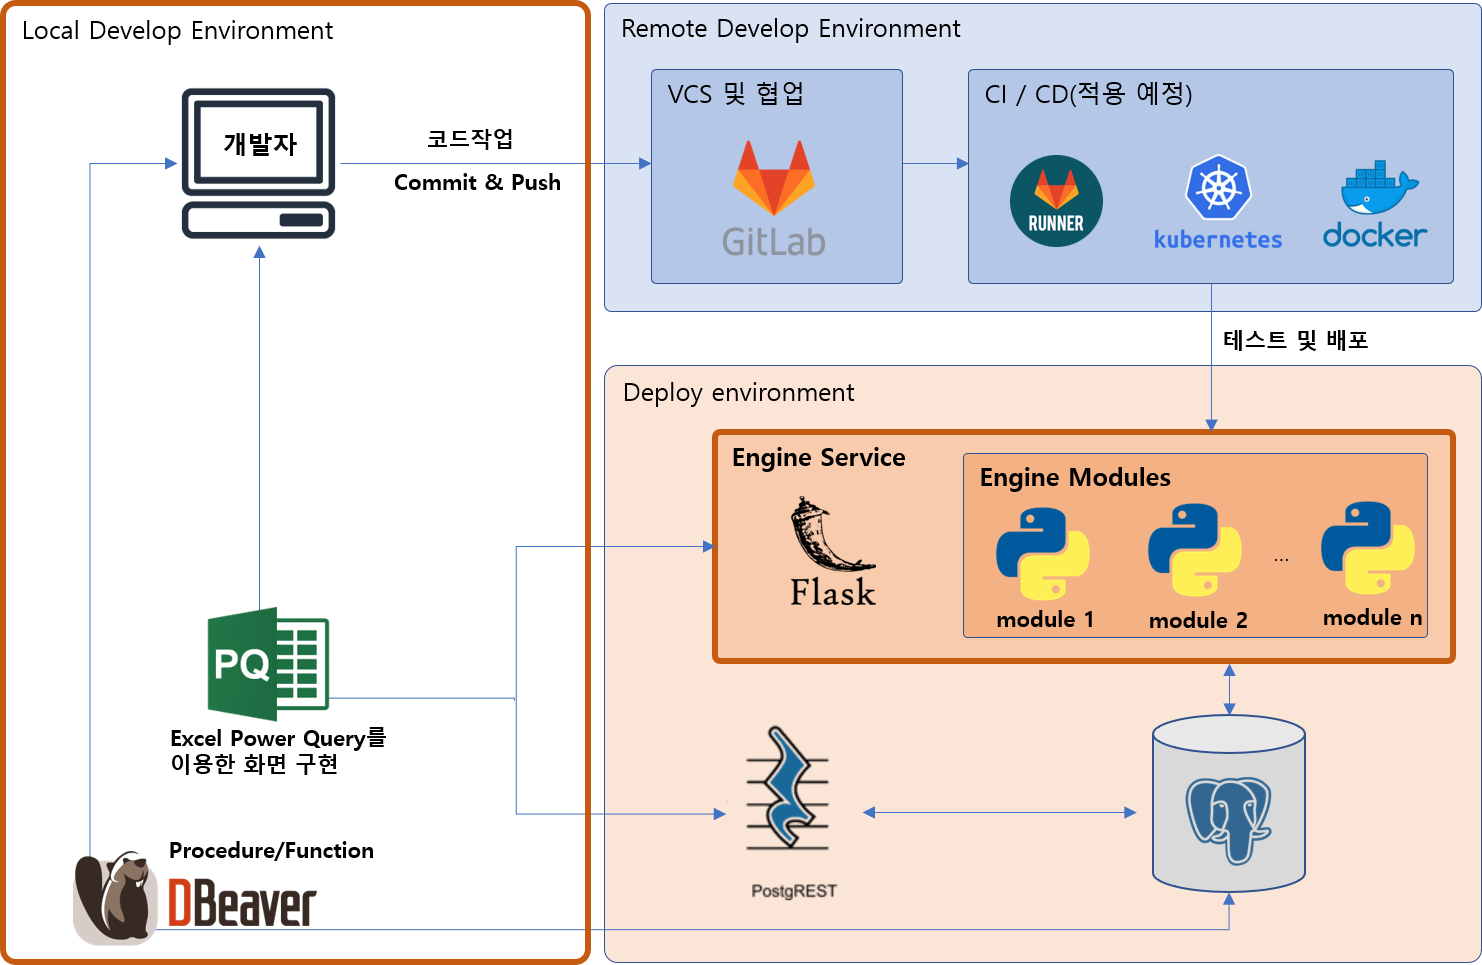 Local Develop Environment
개발자
코드작업
Commit & Push
PQ
Excel Power Query를
이용한 화면 구현
Procedure/Function
DBeaver
Remote Develop Environment
VCS 및 협업
GitLab
CI / CD(적용 예정)
RUNNER
kubernetes
docker
테스트 및 배포
Deploy environment
Engine Service
Flask
Engine Modules
module 1
module 2
...
module n
PostgREST